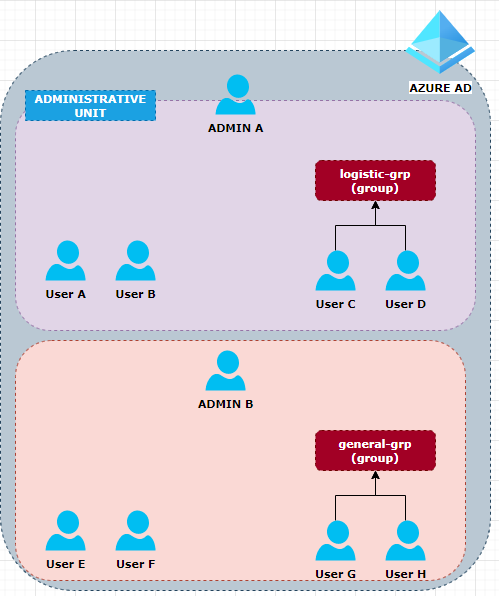 AZURE AD
ADMINISTRATIVE
UNIT
ADMIN A
logistic-grp
(group)
User A
User B
User C
User D
ADMIN B
general-grp
(group)
User E
User F
User G
User H